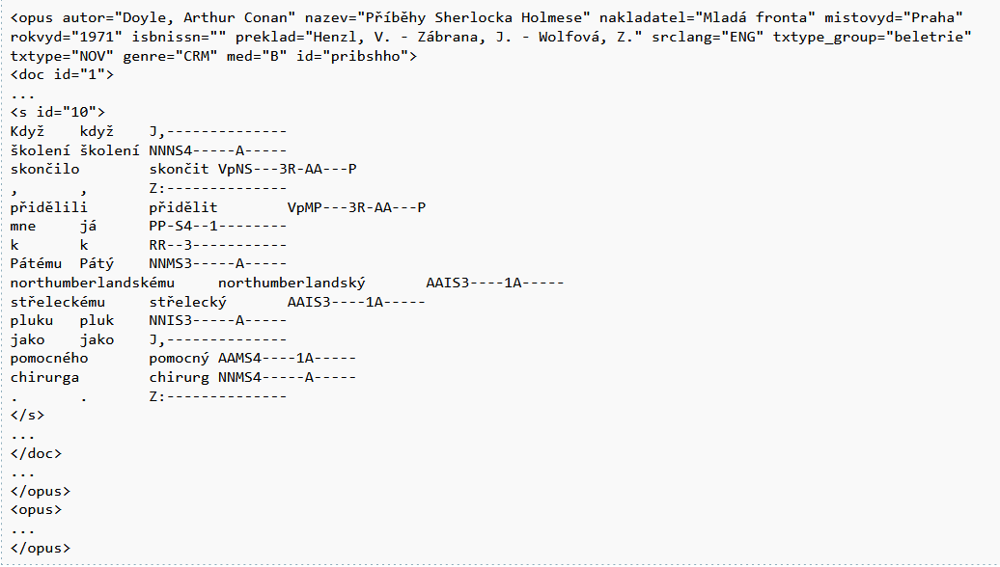 <opus autor="Doyle, Arthur Conan" nazev="Příběhy Sherlocka Holmese" nakladatel="Mladá fronta" mistovyd="Praha"
rokvyd="1971" isbnissn="" preklad="Henzl, V. - Zábrana, J. - Wolfová, Z." srclang="ENG" txtype_group="beletrie"
txtype="NOV" genre="CRM" med="B" id="pribshho">
<doc id="1">
...
<s id="10">
Když	když	J,-------------
školení	školení	NNNS4-----A-----
skončilo	skončit	VpNS---3R-AA---P
,	,	Z:--------------
přidělili	přidělit	VpMP---3R-AA---P
mne	já	PP-S4--1--------
k	k	RR--3-----------
Pátému	Pátý	NNMS3-----A-----
northumberlandskému	northumberlandský	AAIS3----1A-----
střeleckému	střelecký	AAIS3----1A-----
pluku	pluk	NNIS3-----A-----
jako	jako	J,--------------
pomocného	pomocný	AAMS4----1A-----
chirurga	chirurg	NNMS4-----A-----
.	.	Z:--------------
</s>
...
</doc>
...
</opus>
<opus>
...
</opus>